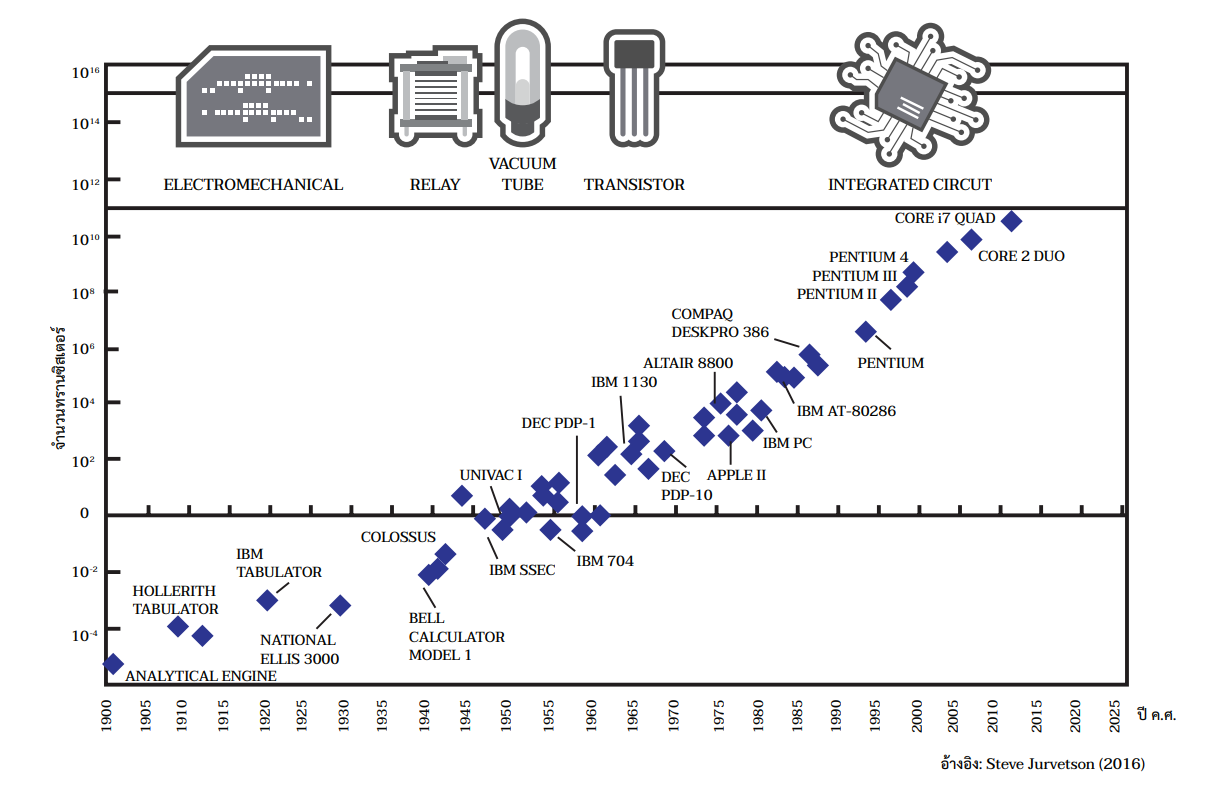 10¹⁶
10¹⁴
10¹²
10¹⁰
10⁸
10⁶
10⁴
10²
0
10⁻²
10⁻⁴
จำนวนทรานซิสเตอร์
ELECTROMECHANICAL
RELAY
VACUUM
TUBE
TRANSISTOR
INTEGRATED CIRCUT
CORE i7 QUAD
CORE 2 DUO
PENTIUM 4
PENTIUM III
PENTIUM II
PENTIUM
COMPAQ
DESKPRO 386
ALTAIR 8800
IBM 1130
IBM AT-80286
DEC PDP-1
IBM PC
UNIVAC I
DEC
PDP-10
APPLE II
COLOSSUS
IBM SSEC
IBM 704
IBM
TABULATOR
HOLLERITH
TABULATOR
NATIONAL
ELLIS 3000
BELL
CALCULATOR
MODEL 1
ANALYTICAL ENGINE
1900
1905
1910
1915
1920
1925
1930
1935
1940
1945
1950
1955
1960
1965
1970
1975
1980
1985
1990
1995
2000
2005
2010
2015
2020
2025
ปี ค.ศ.
อ้างอิง: Steve Jurvetson (2016)